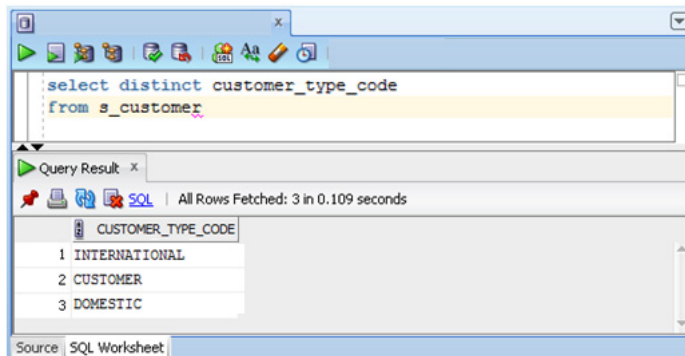 select distinct customer_type_code
from s_customer
Query Result x
SQL | All Rows Fetched: 3 in 0.109 seconds
CUSTOMER_TYPE_CODE
1 INTERNATIONAL
2 CUSTOMER
3 DOMESTIC
Source SQL Worksheet